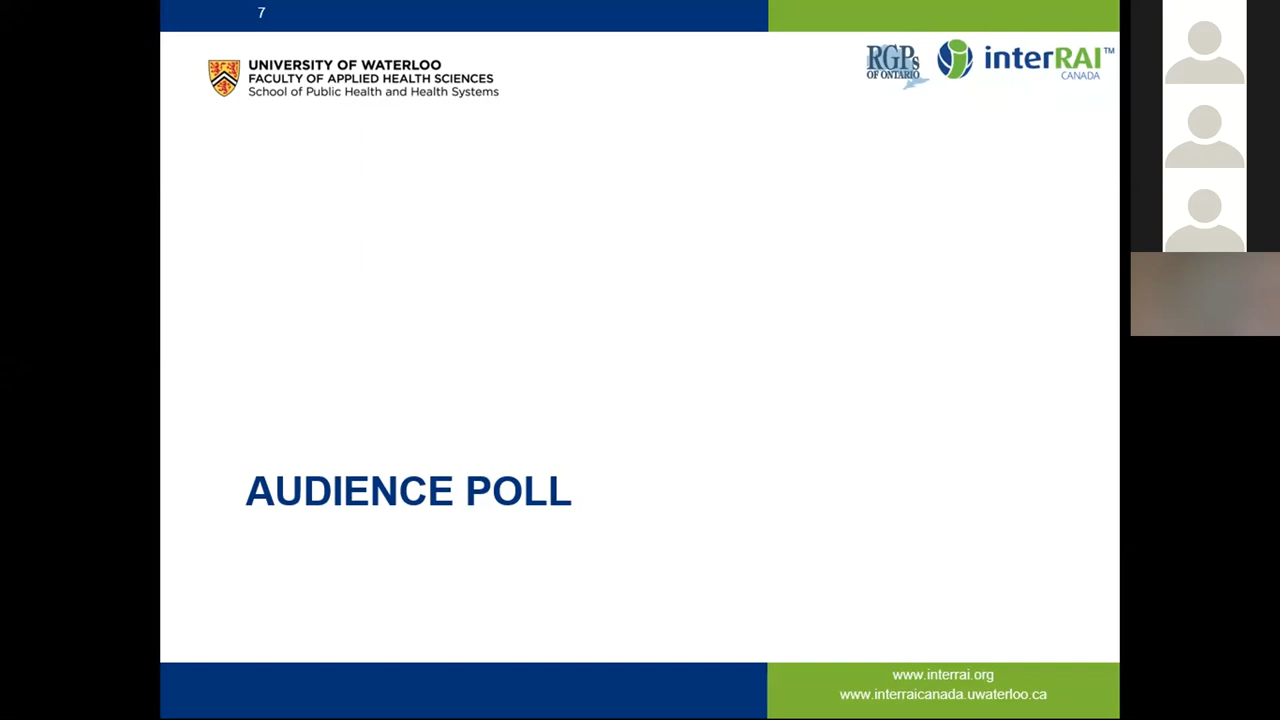 7
UNIVERSITY OF WATERLOO
FACULTY OF APPLIED HEALTH SCIENCES
School of Public Health and Health Systems
RGPs
OF ONTARIO
interRAI™
CANADA
AUDIENCE POLL
www.interrai.org
www.interraicanada.uwaterloo.ca